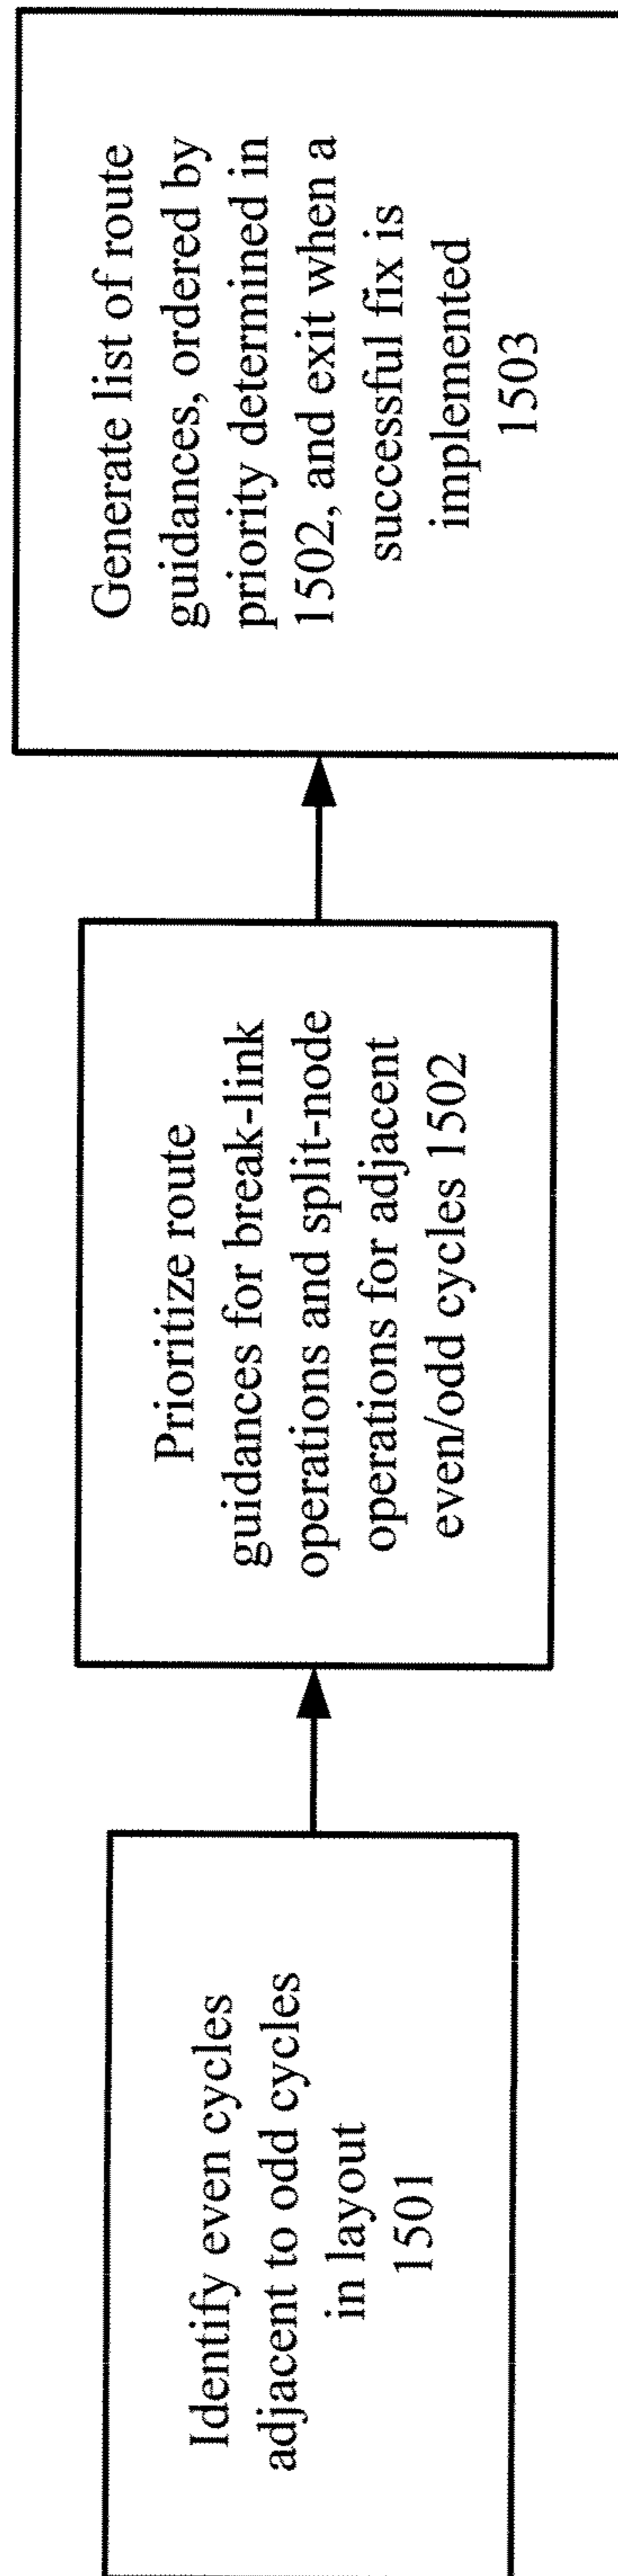 Identify even cycles
adjacent to odd cycles
in layout
1501
Prioritize route
guidances for break-link
operations and split-node
operations for adjacent
even/odd cycles 1502
Generate list of route
guidances, ordered by
priority determined in
1502, and exit when a
successful fix is
implemented
1503